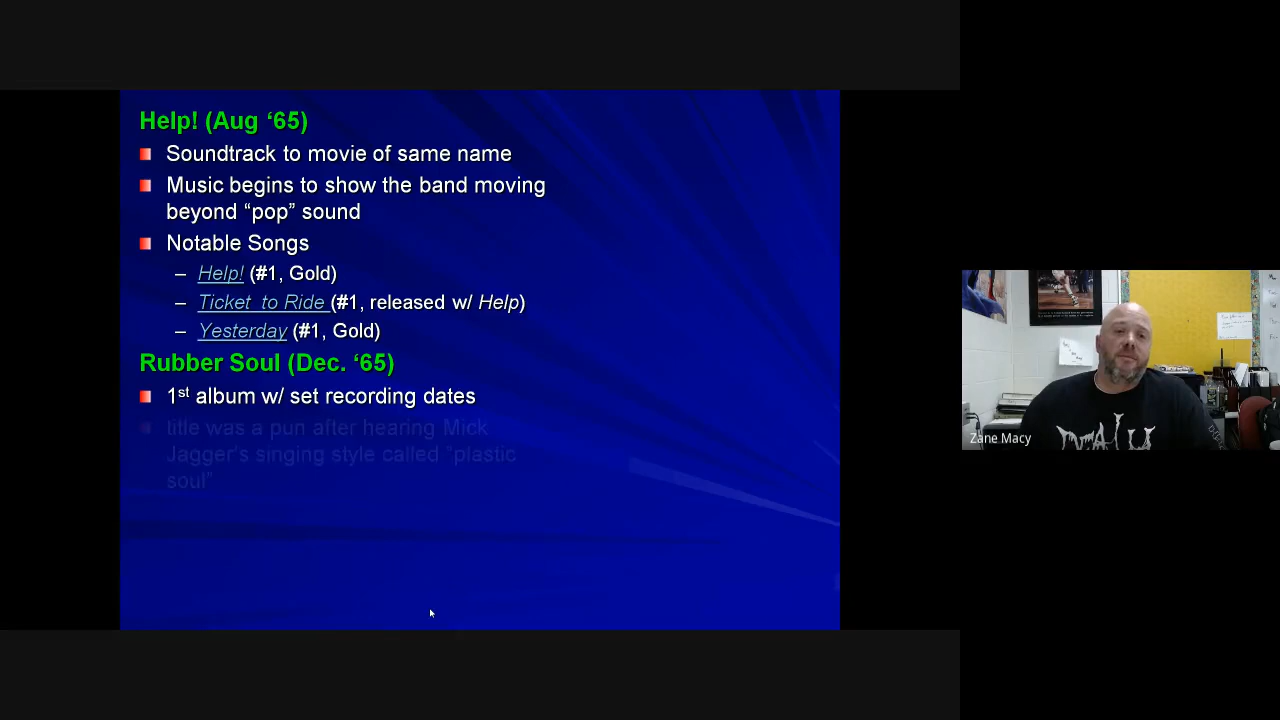 Help! (Aug ‘65)
Soundtrack to movie of same name
Music begins to show the band moving
beyond “pop” sound
Notable Songs
– Help! (#1, Gold)
– Ticket to Ride (#1, released w/ Help)
– Yesterday (#1, Gold)
Rubber Soul (Dec. ‘65)
1st album w/ set recording dates
title was a pun after hearing Mick
Jagger’s singing style called “plastic
soul”
Zane Macy